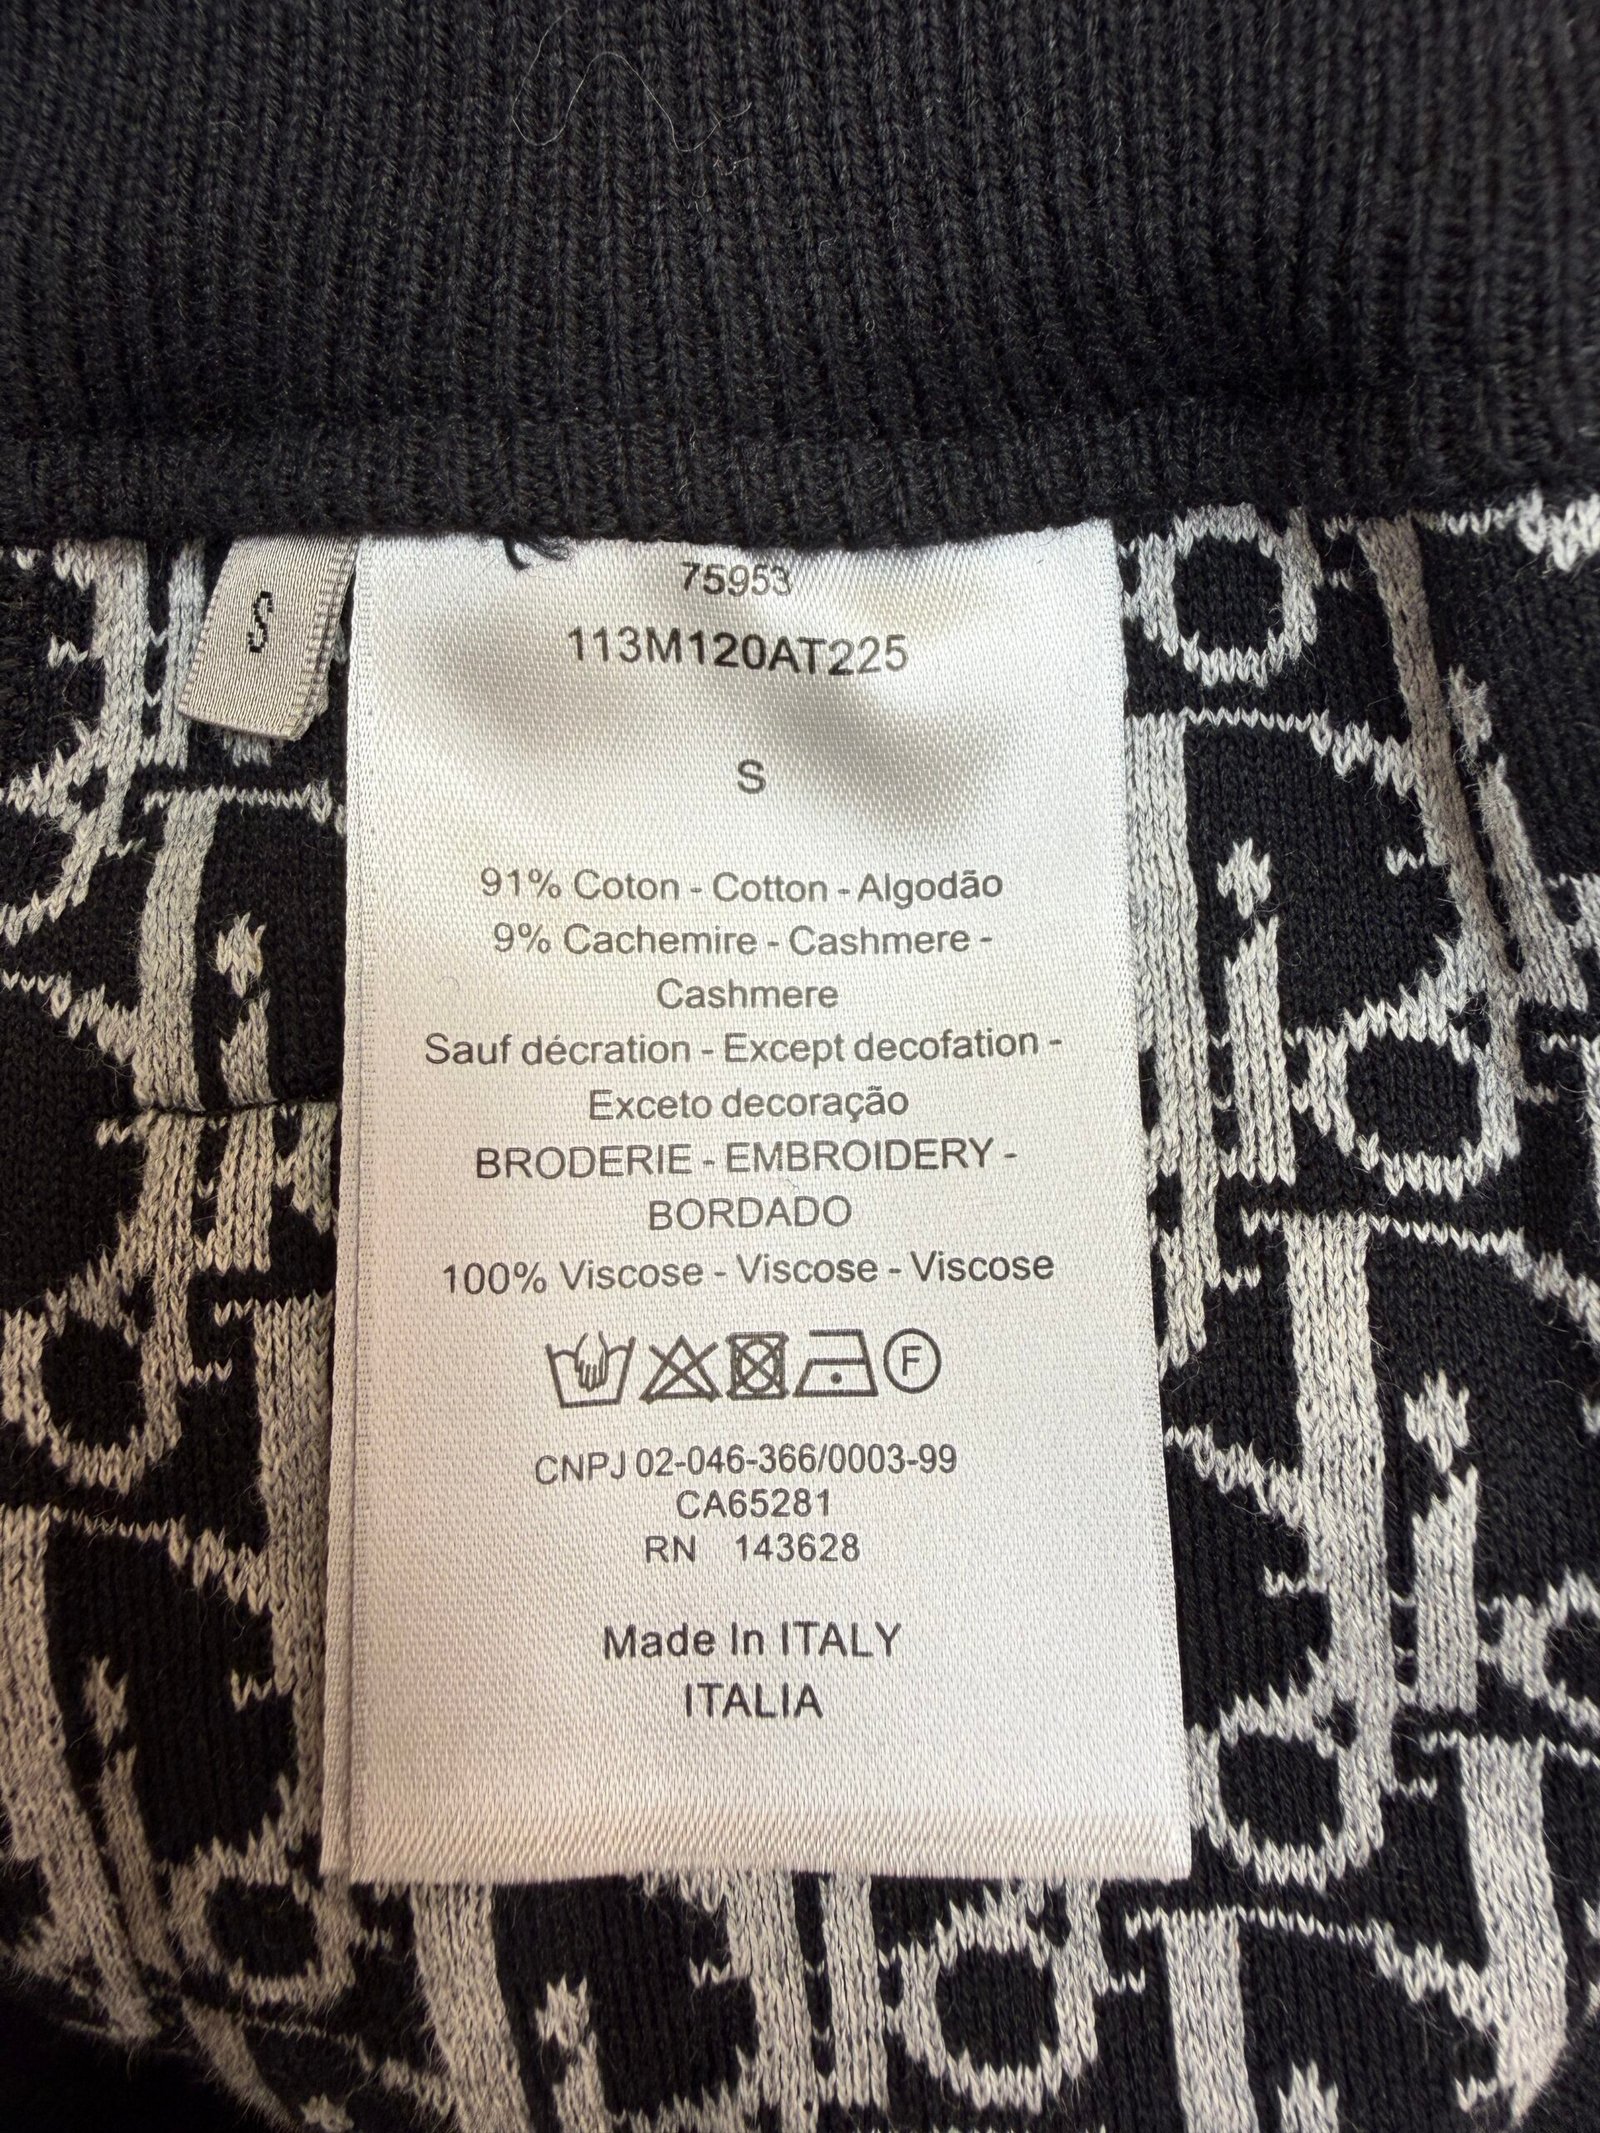 S
75953
113M120AT225
S
91% Coton - Cotton - Algodão
9% Cachemire - Cashmere -
Cashmere
Sauf décration - Except decofation -
Exceto decoração
BRODERIE - EMBROIDERY -
BORDADO
100% Viscose - Viscose - Viscose
F
CNPJ 02-046-366/0003-99
CA65281
RN 143628
Made In ITALY
ITALIA